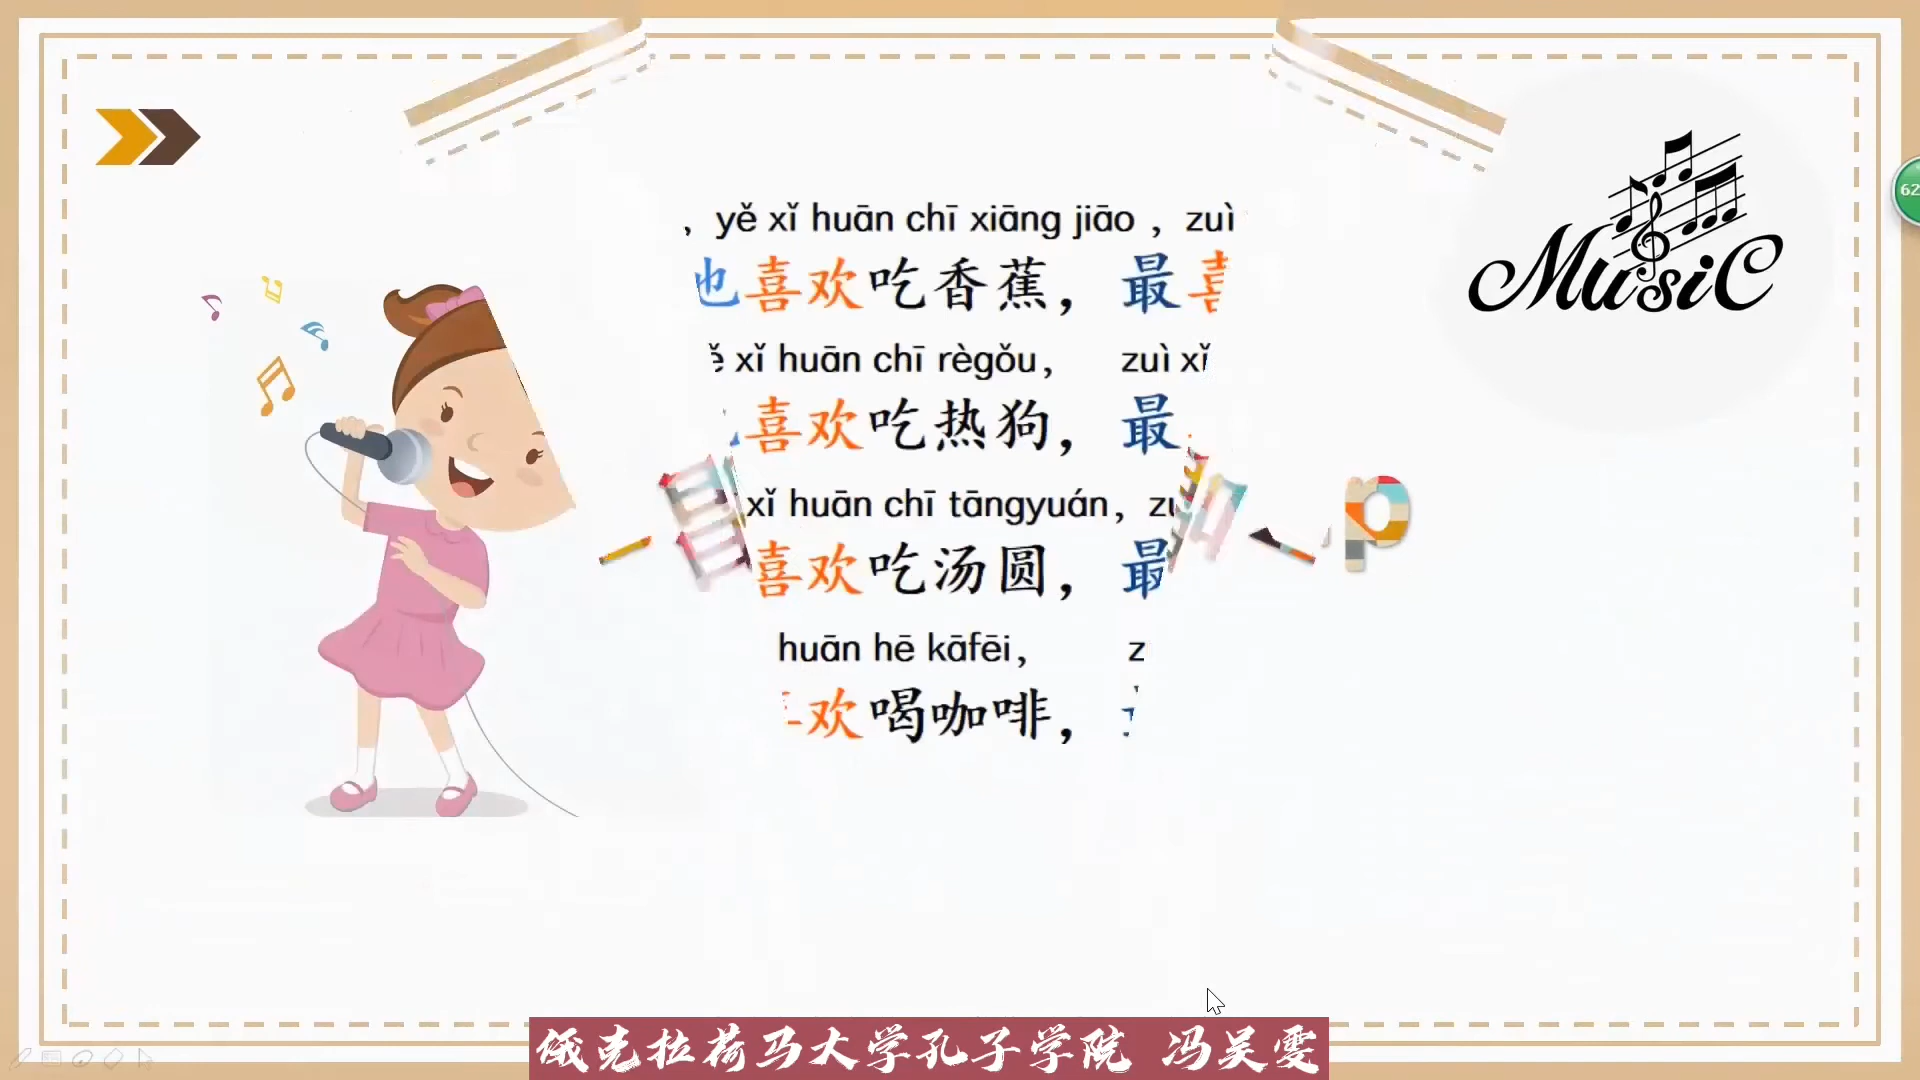 MusiC
62
, yě xǐ huān chī xiāng jiāo , zuì
也喜欢吃香蕉，最喜
xǐ huān chī règǒu, zuì xǐ
喜欢吃热狗，最
xǐ huān chī tāngyuán,
喜欢吃汤圆，最
p
huān hē kāfēi, z
欢喝咖啡，
俄克拉荷马大学孔子学院 冯吴雯